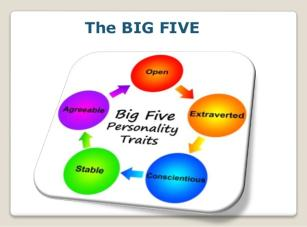 The BIG FIVE
Open
Agreeable
Extraverted
Big Five
Personality
Traits
Stable
Conscientious